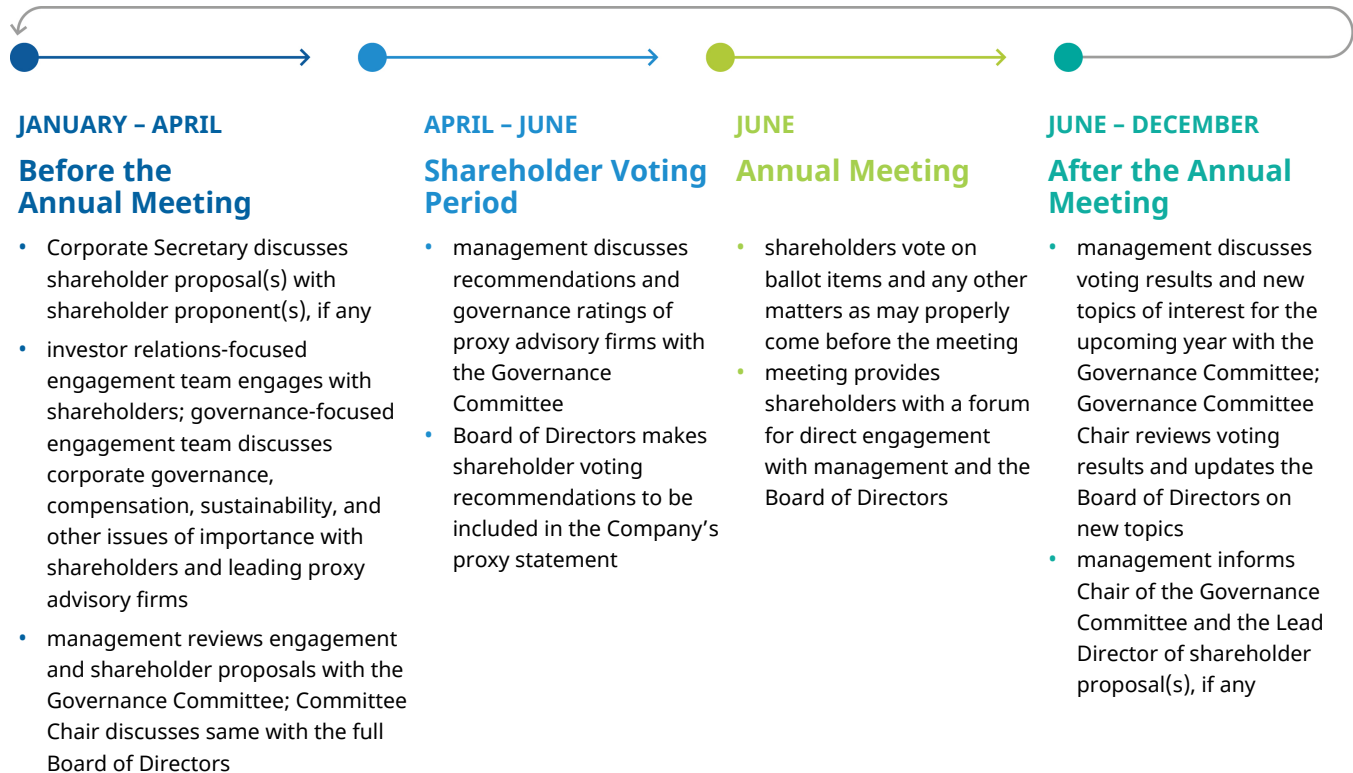 JANUARY – APRIL
Before the
Annual Meeting
• Corporate Secretary discusses
shareholder proposal(s) with
shareholder proponent(s), if any
• investor relations-focused
engagement team engages with
shareholders; governance-focused
engagement team discusses
corporate governance,
compensation, sustainability, and
other issues of importance with
shareholders and leading proxy
advisory firms
• management reviews engagement
and shareholder proposals with the
Governance Committee; Committee
Chair discusses same with the full
Board of Directors
APRIL – JUNE
Shareholder Voting
Period
• management discusses
recommendations and
governance ratings of
proxy advisory firms with
the Governance
Committee
• Board of Directors makes
shareholder voting
recommendations to be
included in the Company’s
proxy statement
JUNE
Annual Meeting
• shareholders vote on
ballot items and any other
matters as may properly
come before the meeting
• meeting provides
shareholders with a forum
for direct engagement
with management and the
Board of Directors
JUNE – DECEMBER
After the Annual
Meeting
• management discusses
voting results and new
topics of interest for the
upcoming year with the
Governance Committee;
Governance Committee
Chair reviews voting
results and updates the
Board of Directors on
new topics
• management informs
Chair of the Governance
Committee and the Lead
Director of shareholder
proposal(s), if any